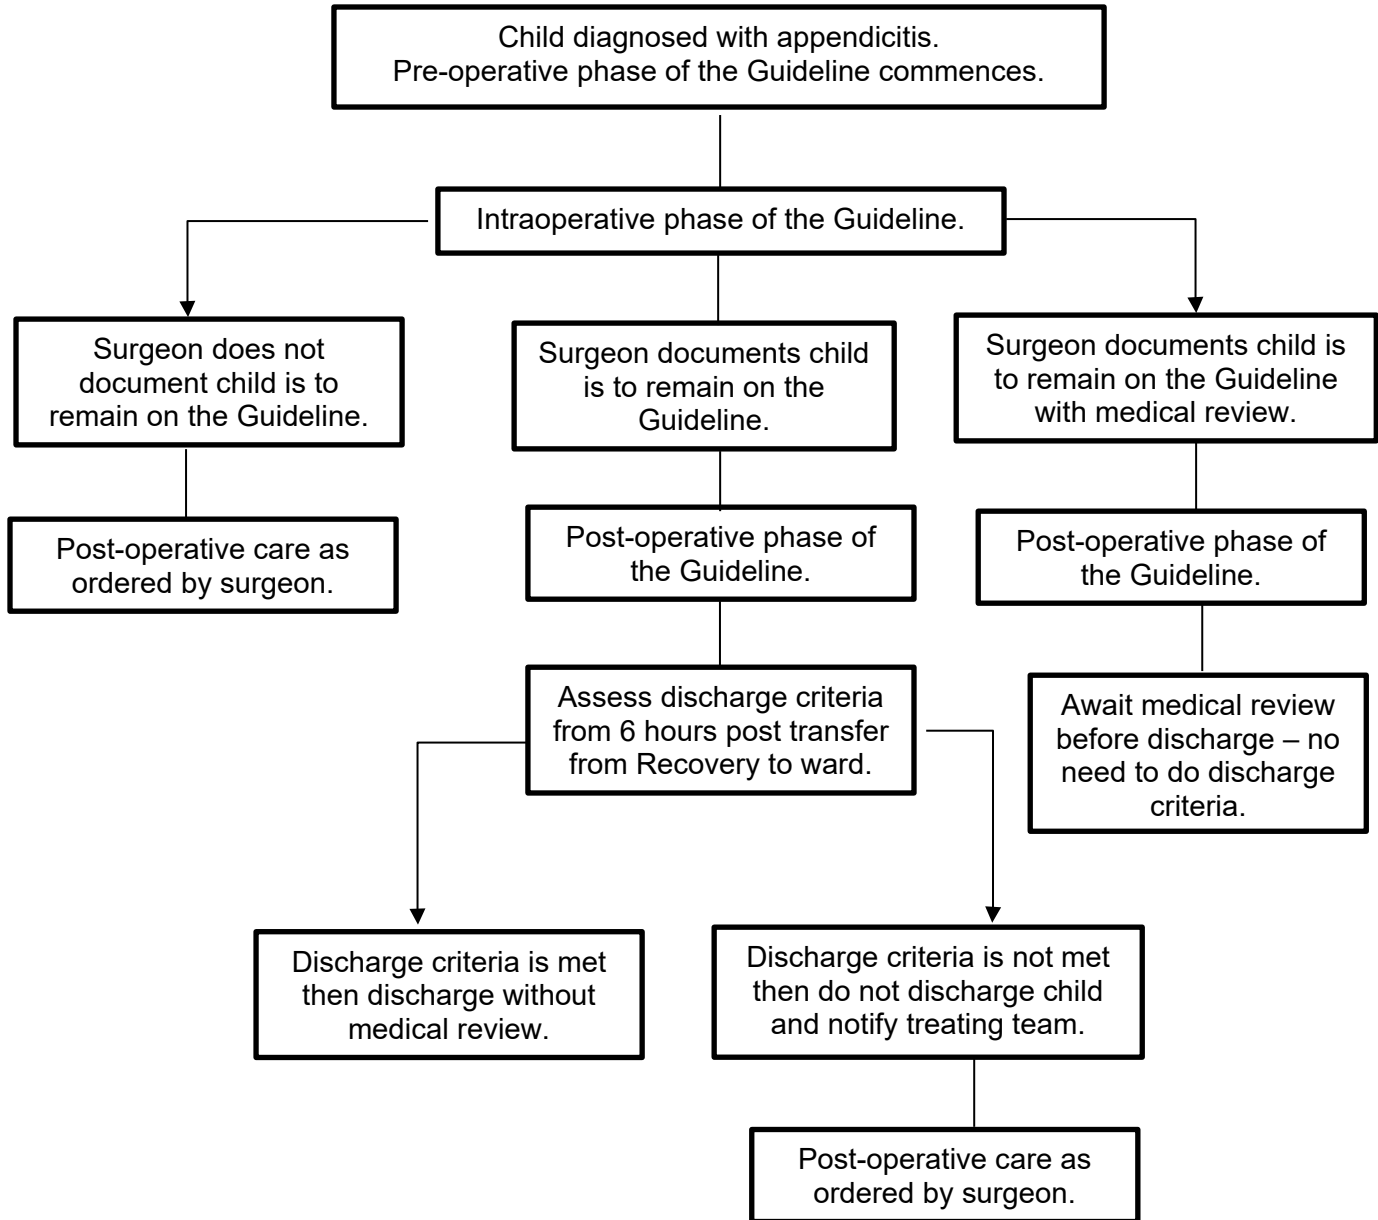 Child diagnosed with appendicitis.
Pre-operative phase of the Guideline commences.
Intraoperative phase of the Guideline.
Surgeon does not
document child is to
remain on the Guideline.
Surgeon documents child
is to remain on the
Guideline.
Surgeon documents child is
to remain on the Guideline
with medical review.
Post-operative care as
ordered by surgeon.
Post-operative phase of
the Guideline.
Post-operative phase of
the Guideline.
Assess discharge criteria
from 6 hours post transfer
from Recovery to ward.
Await medical review
before discharge – no
need to do discharge
criteria.
Discharge criteria is met
then discharge without
medical review.
Discharge criteria is not met
then do not discharge child
and notify treating team.
Post-operative care as
ordered by surgeon.